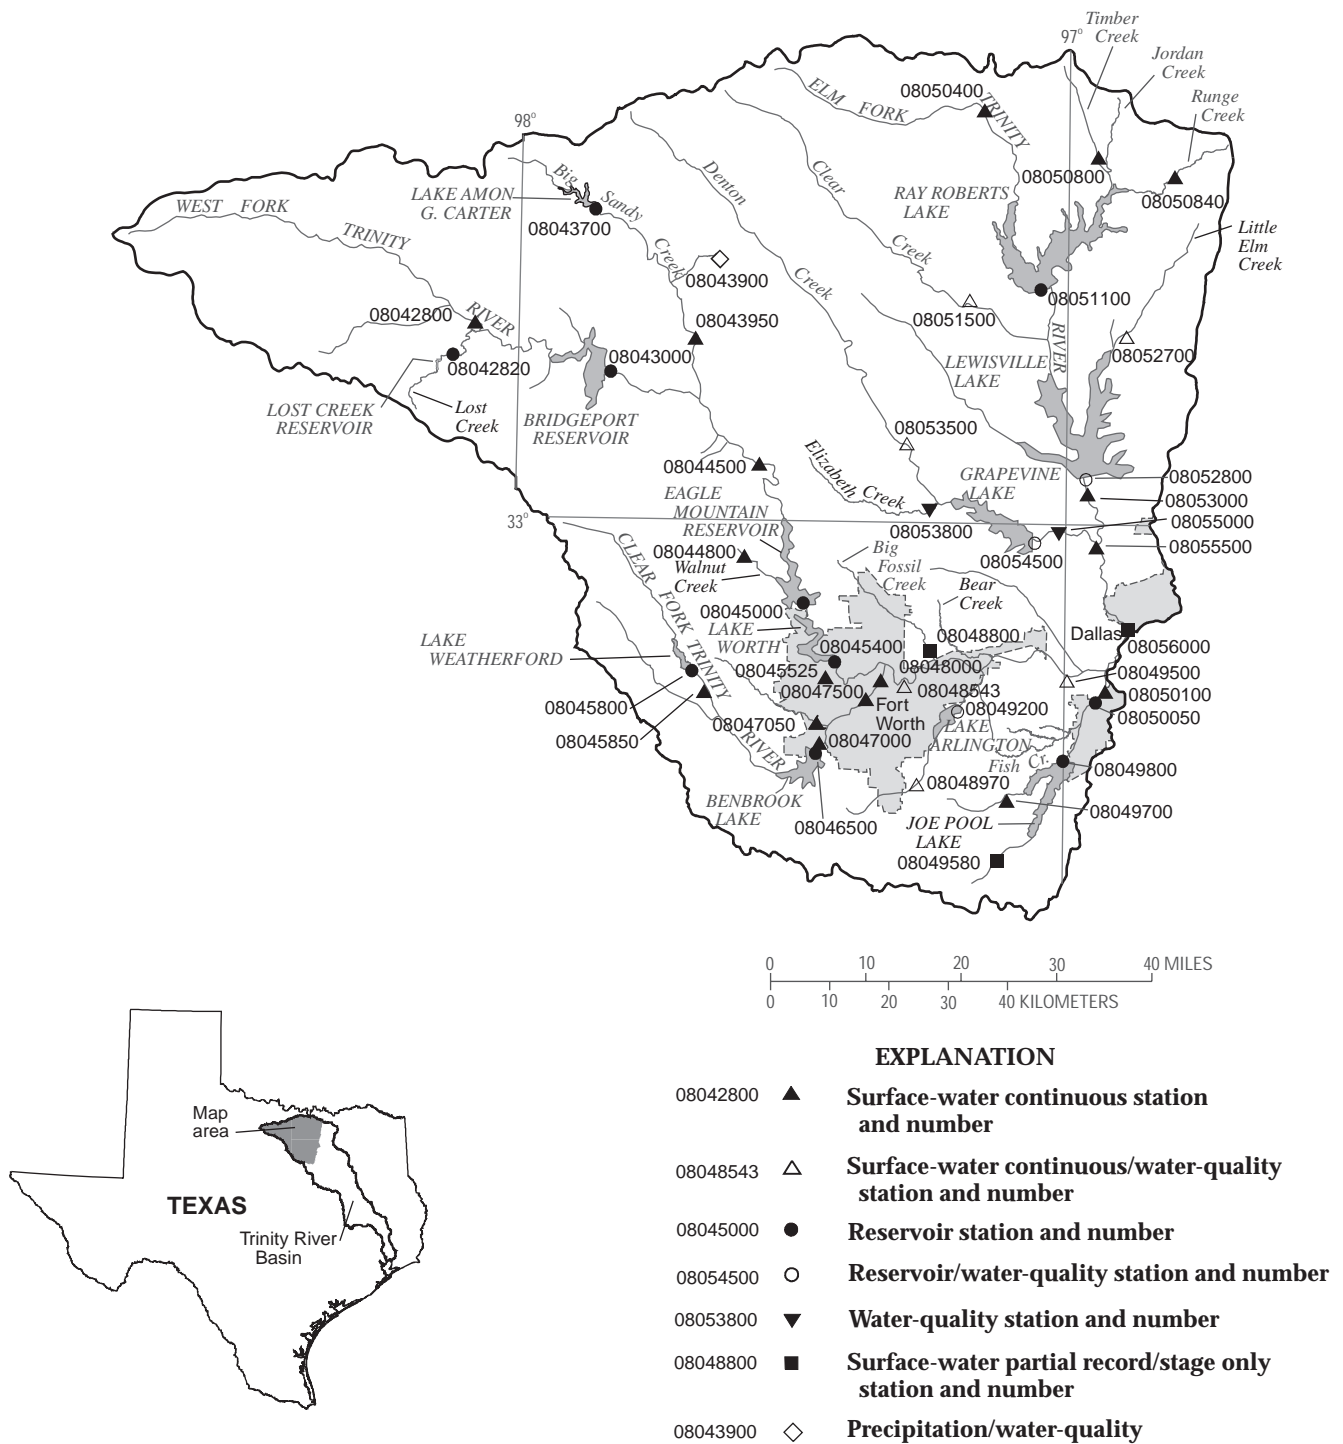 Timber
Creek
97°
Jordan
Creek
Runge
Creek
ELM FORK
08050400
TRINITY
98°
Big Sandy
Creek
Denton
Creek
Clear
Creek
LAKE AMON
G. CARTER
08043700
RAY ROBERTS
LAKE
08050800
08050840
WEST FORK
TRINITY
RIVER
Little
Elm
Creek
08043900
08042800
08043950
08051100
08051500
RIVER
08043000
08042820
08052700
LEWISVILLE
LAKE
LOST CREEK
RESERVOIR
Lost
Creek
BRIDGEPORT
RESERVOIR
08053500
Elizabeth Creek
08044500
GRAPEVINE
LAKE
08052800
08053000
EAGLE
MOUNTAIN
RESERVOIR
33°
08053800
08055000
08055500
08054500
CLEAR FORK TRINITY
RIVER
08044800
Walnut
Creek
Big
Fossil
Creek
Bear
Creek
08045000
LAKE
WORTH
08048800
Dallas
08056000
LAKE
WEATHERFORD
08045400
08045525
08048000
08047500
08048543
08049500
08050100
08050050
08045800
Fort
Worth
08049200
08047050
LAKE
ARLINGTON
08045850
08047000
Fish Cr.
08049800
08048970
BENBROOK
LAKE
08046500
08049700
JOE POOL
LAKE
08049580
0 10 20 30 40 MILES
0 10 20 30 40 KILOMETERS
Map
area
TEXAS
Trinity River
Basin
EXPLANATION
08042800 Surface-water continuous station
and number
08048543 Surface-water continuous/water-quality
station and number
08045000 Reservoir station and number
08054500 Reservoir/water-quality station and number
08053800 Water-quality station and number
08048800 Surface-water partial record/stage only
station and number
08043900 Precipitation/water-quality